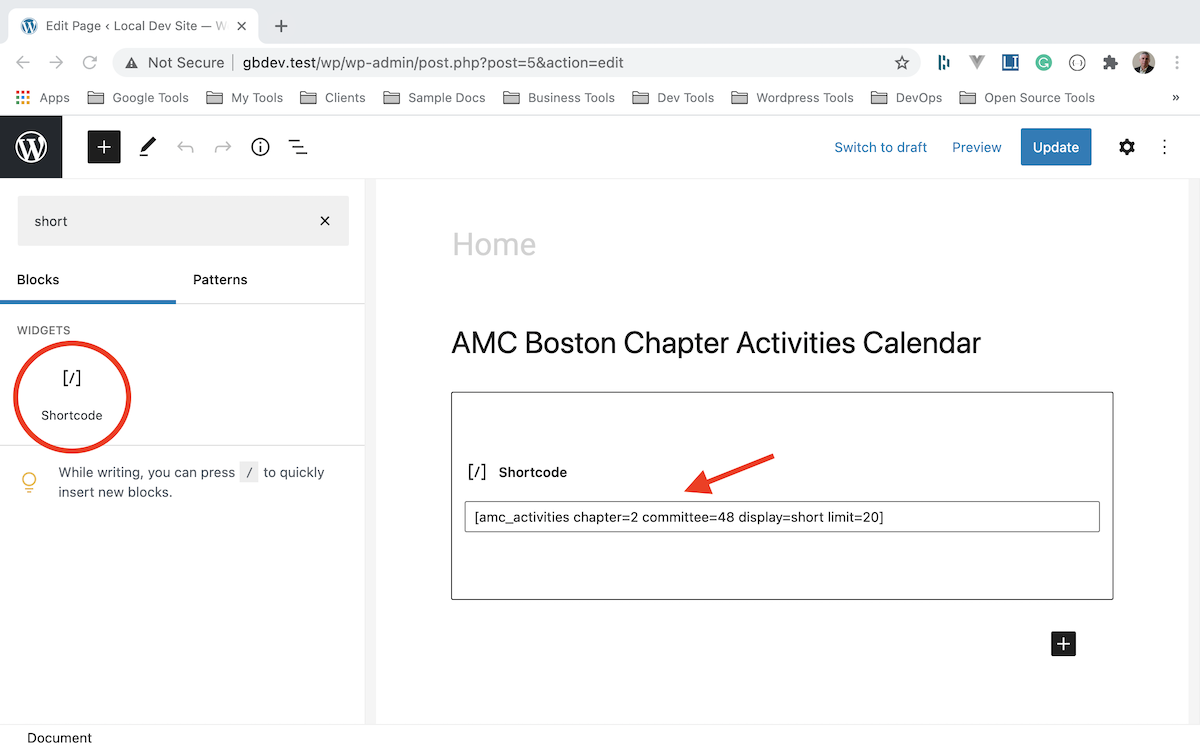 Edit Page ‹ Local Dev Site — W
Not Secure gbdev.test/wp/wp-admin/post.php?post=5&action=edit
Apps Google Tools My Tools Clients Sample Docs Business Tools Dev Tools Wordpress Tools DevOps Open Source Tools »
Switch to draft Preview Update
short
Blocks Patterns
WIDGETS
[/]
Shortcode
While writing, you can press / to quickly
insert new blocks.
Home
AMC Boston Chapter Activities Calendar
[/] Shortcode
[amc_activities chapter=2 committee=48 display=short limit=20]
Document